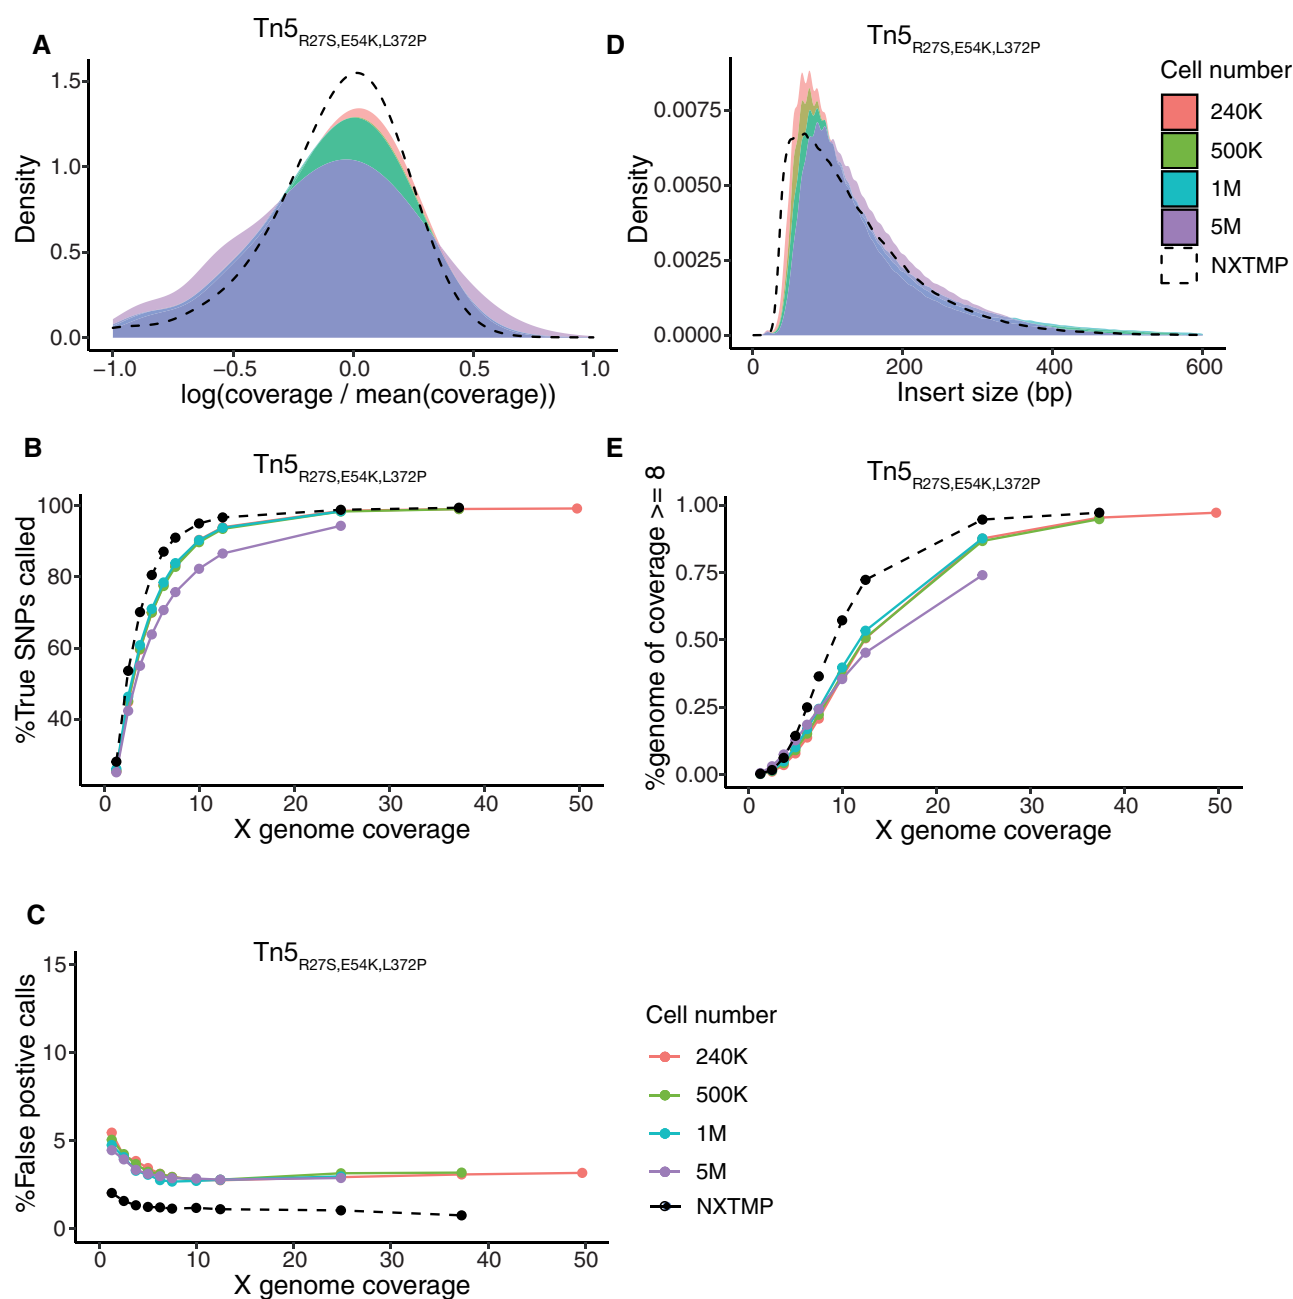 A
Tn5R27S,E54K,L372P
Density
1.5
1.0
0.5
0.0
−1.0 −0.5 0.0 0.5 1.0
log(coverage / mean(coverage))
D
Tn5R27S,E54K,L372P
Density
0.0075
0.0050
0.0025
0.0000
0 200 400 600
Insert size (bp)
Cell number
240K
500K
1M
5M
NXTMP
B
Tn5R27S,E54K,L372P
%True SNPs called
100
80
60
40
0 10 20 30 40 50
X genome coverage
E
Tn5R27S,E54K,L372P
%genome of coverage >= 8
1.00
0.75
0.50
0.25
0.00
0 10 20 30 40 50
X genome coverage
C
Tn5R27S,E54K,L372P
%False postive calls
15
10
5
0
0 10 20 30 40 50
X genome coverage
Cell number
240K
500K
1M
5M
NXTMP